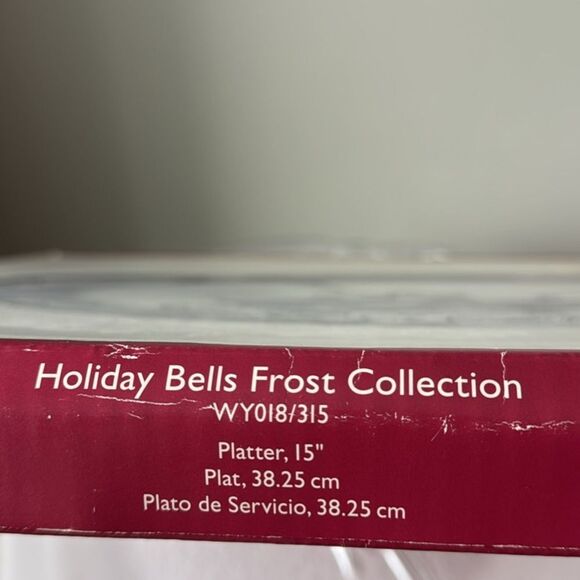 Holiday Bells Frost Collection
WY018/315
Platter, 15"
Plat, 38.25 cm
Plato de Servicio, 38.25 cm